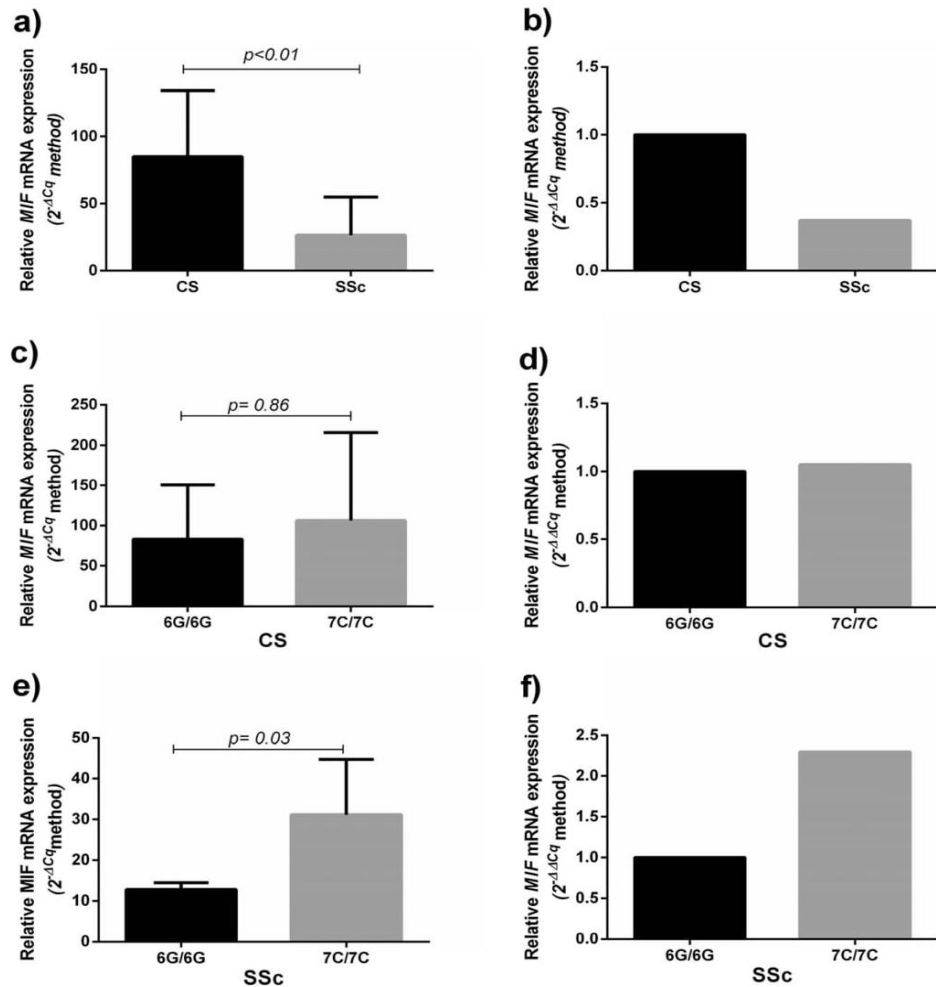 a)
Relative MIF mRNA expression
(2^-ΔCq method)
150
100
50
0
p<0.01
CS
SSc
b)
Relative MIF mRNA expression
(2^-ΔΔCq method)
1.5
1.0
0.5
0.0
CS
SSc
c)
Relative MIF mRNA expression
(2^-ΔCq method)
250
200
150
100
50
0
p= 0.86
6G/6G
7C/7C
CS
d)
Relative MIF mRNA expression
(2^-ΔΔCq method)
1.5
1.0
0.5
0.0
6G/6G
7C/7C
CS
e)
Relative MIF mRNA expression
(2^-ΔCqmethod)
50
40
30
20
10
0
p= 0.03
6G/6G
7C/7C
SSc
f)
Relative MIF mRNA expression
(2^-ΔΔCq method)
2.5
2.0
1.5
1.0
0.5
0.0
6G/6G
7C/7C
SSc